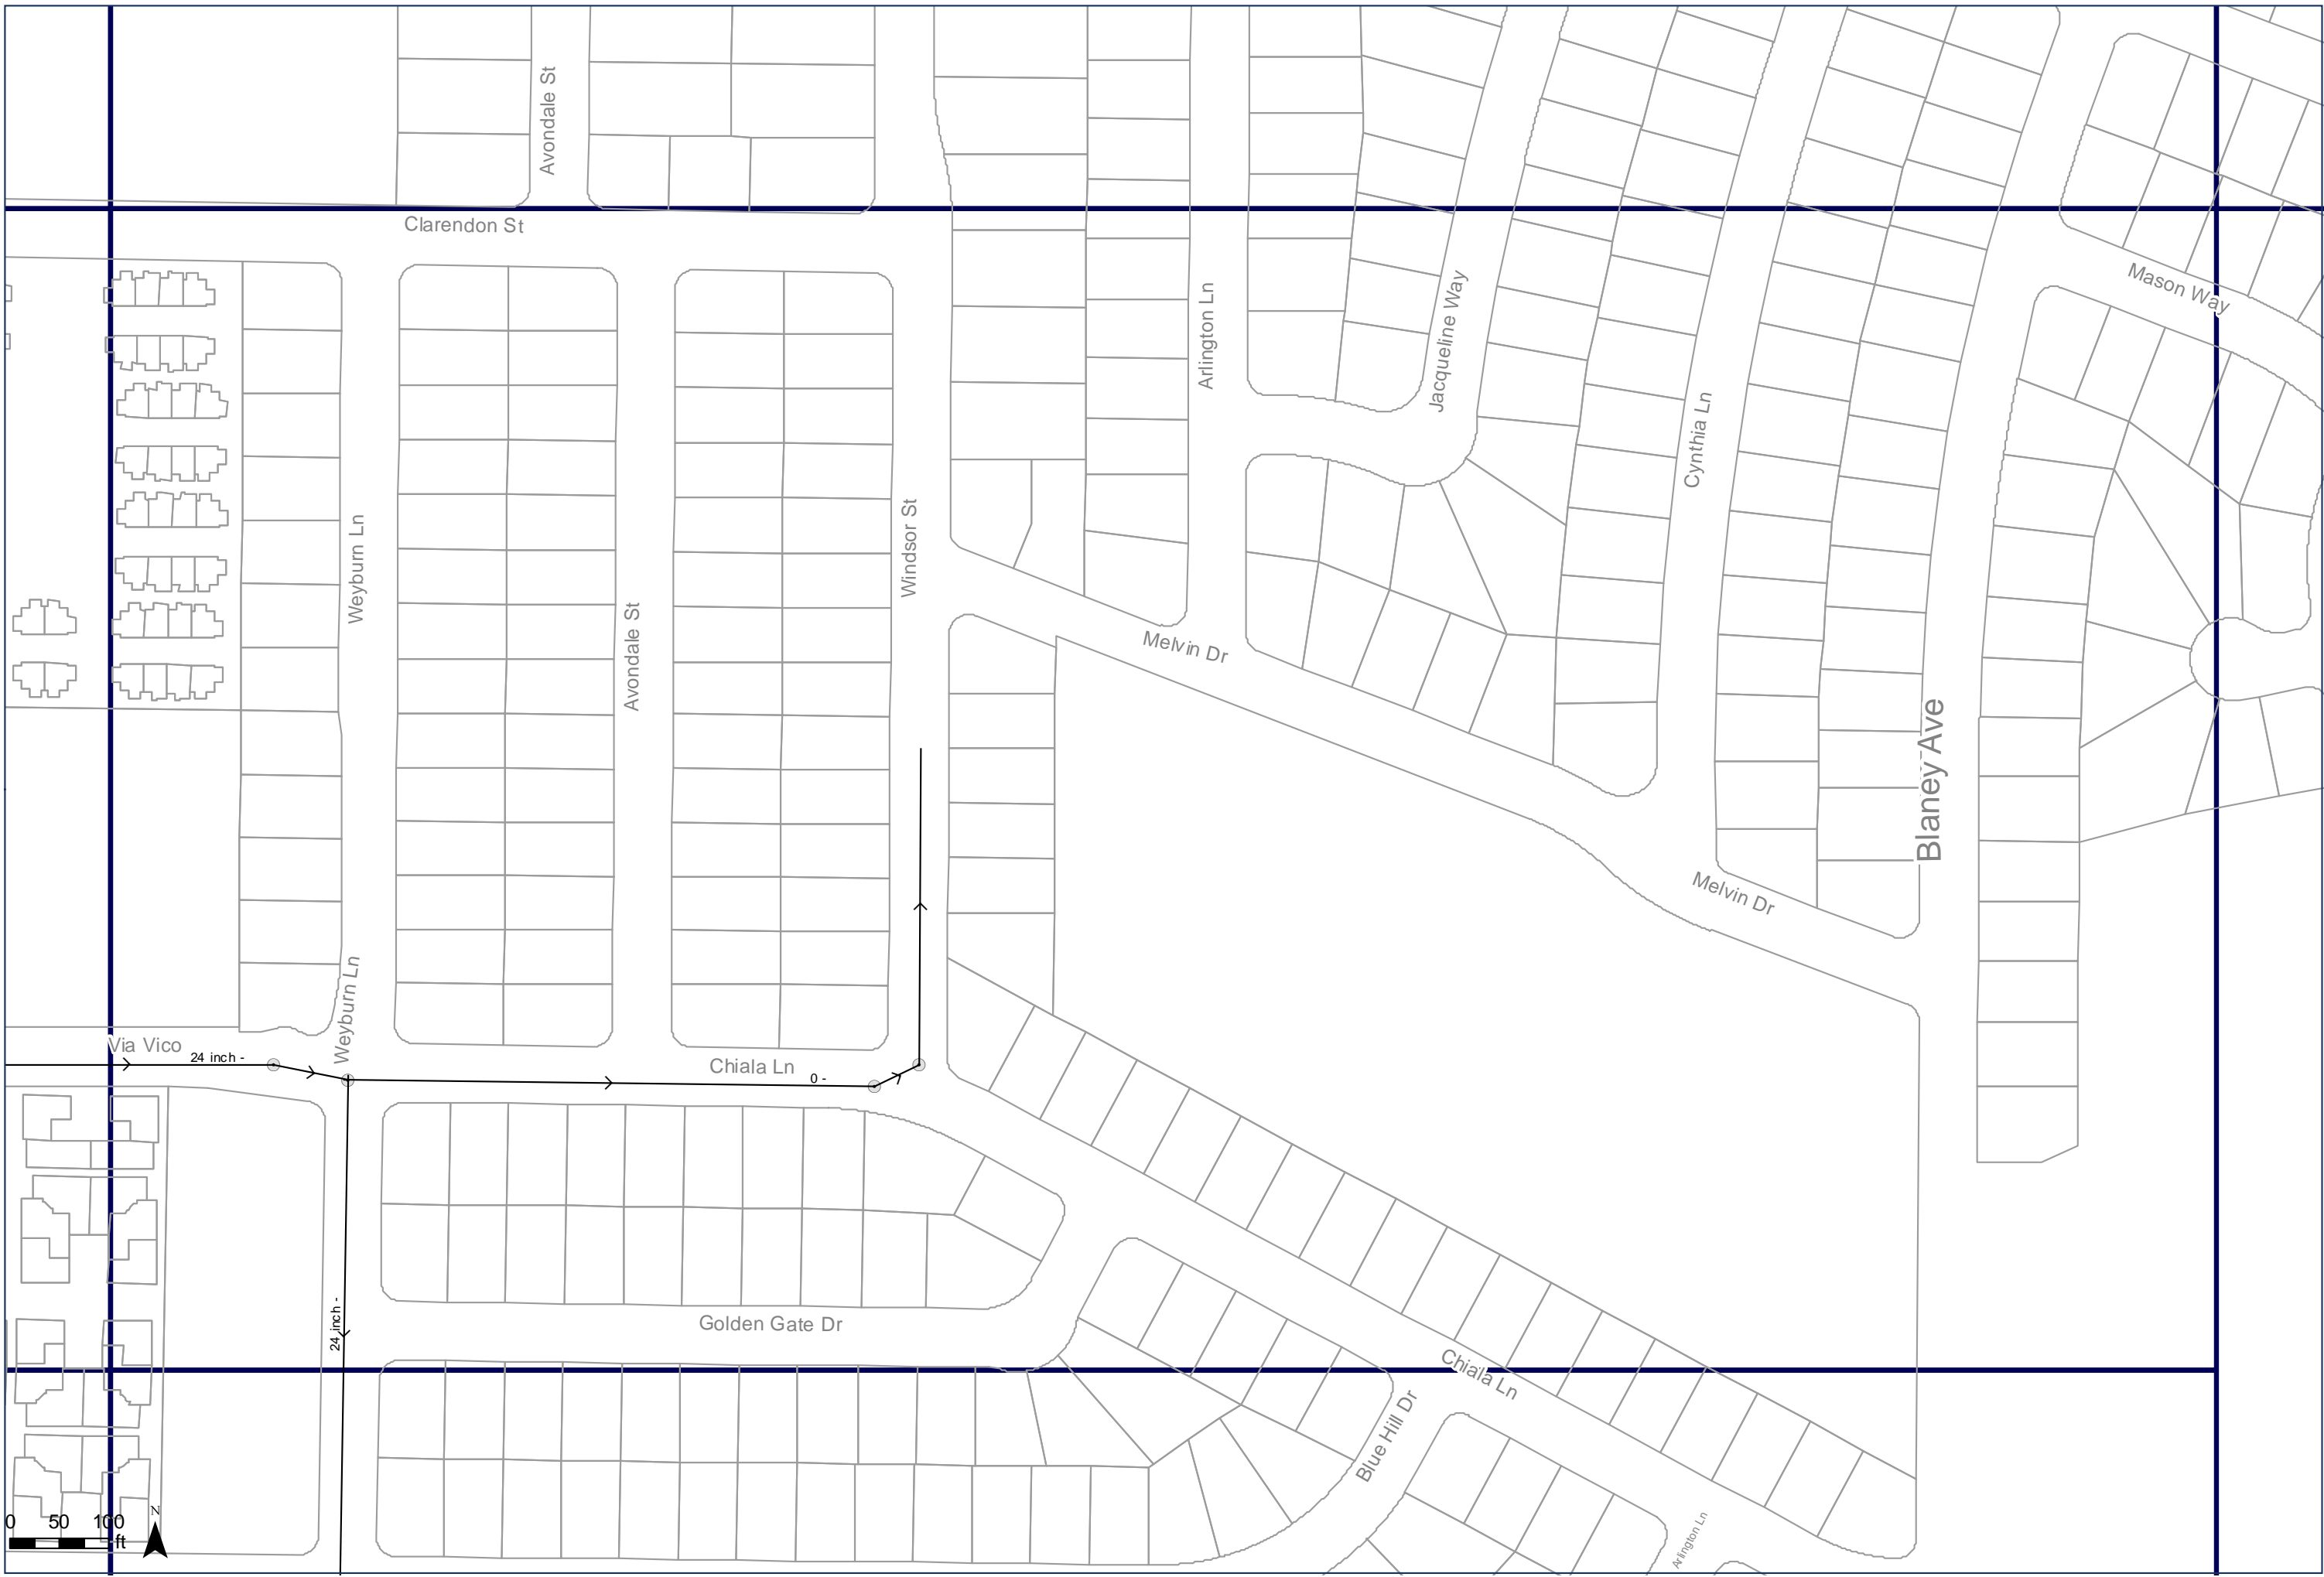 Avondale St
Clarendon St
Mason Way
Arlington Ln
Jacqueline Way
Cynthia Ln
Weyburn Ln
Windsor St
Avondale St
Melvin Dr
Blaney Ave
Melvin Dr
Weyburn Ln
Via Vico
24 inch -
Chiala Ln
0 -
24 inch -
Golden Gate Dr
Chiala Ln
Blue Hill Dr
Arlington Ln
N
0 50 100
ft